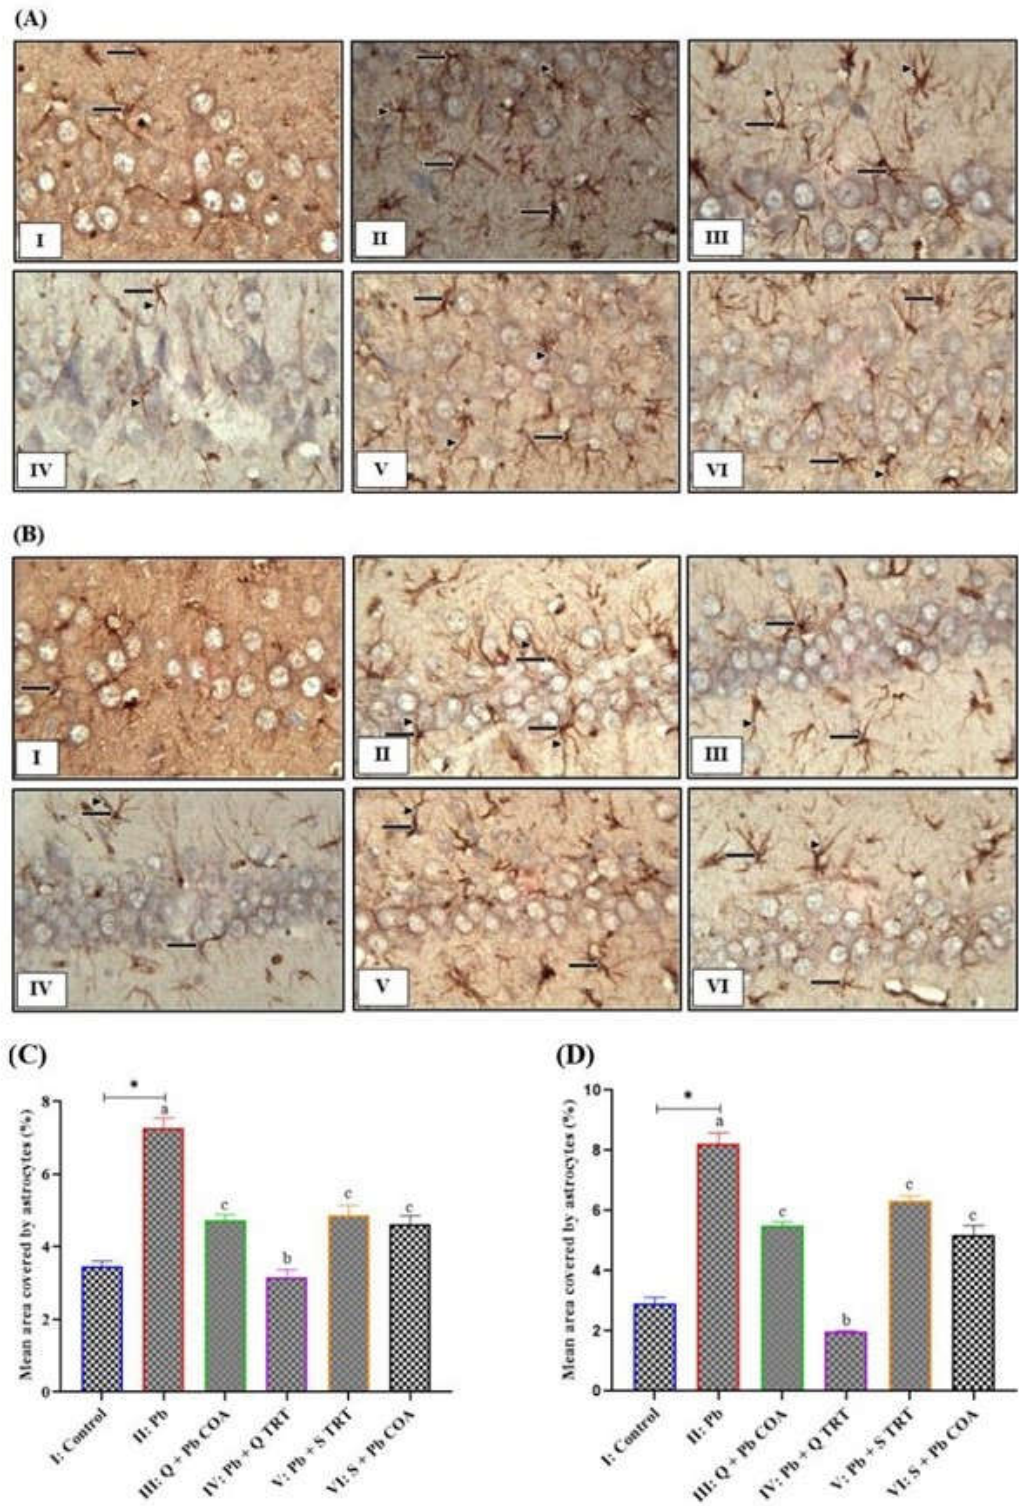 (A)
I
II
III
IV
V
VI
(B)
I
II
III
IV
V
VI
(C)
Mean area covered by astrocytes (%)
8
6
4
2
0
*
a
c
b
c
c
I: Control
II: Pb
III: Q + Pb COA
IV: Pb + Q TRT
V: Pb + S TRT
VI: S + Pb COA
(D)
Mean area covered by astrocytes (%)
10
8
6
4
2
0
*
a
c
b
c
c
I: Control
II: Pb
III: Q + Pb COA
IV: Pb + Q TRT
V: Pb + S TRT
VI: S + Pb COA